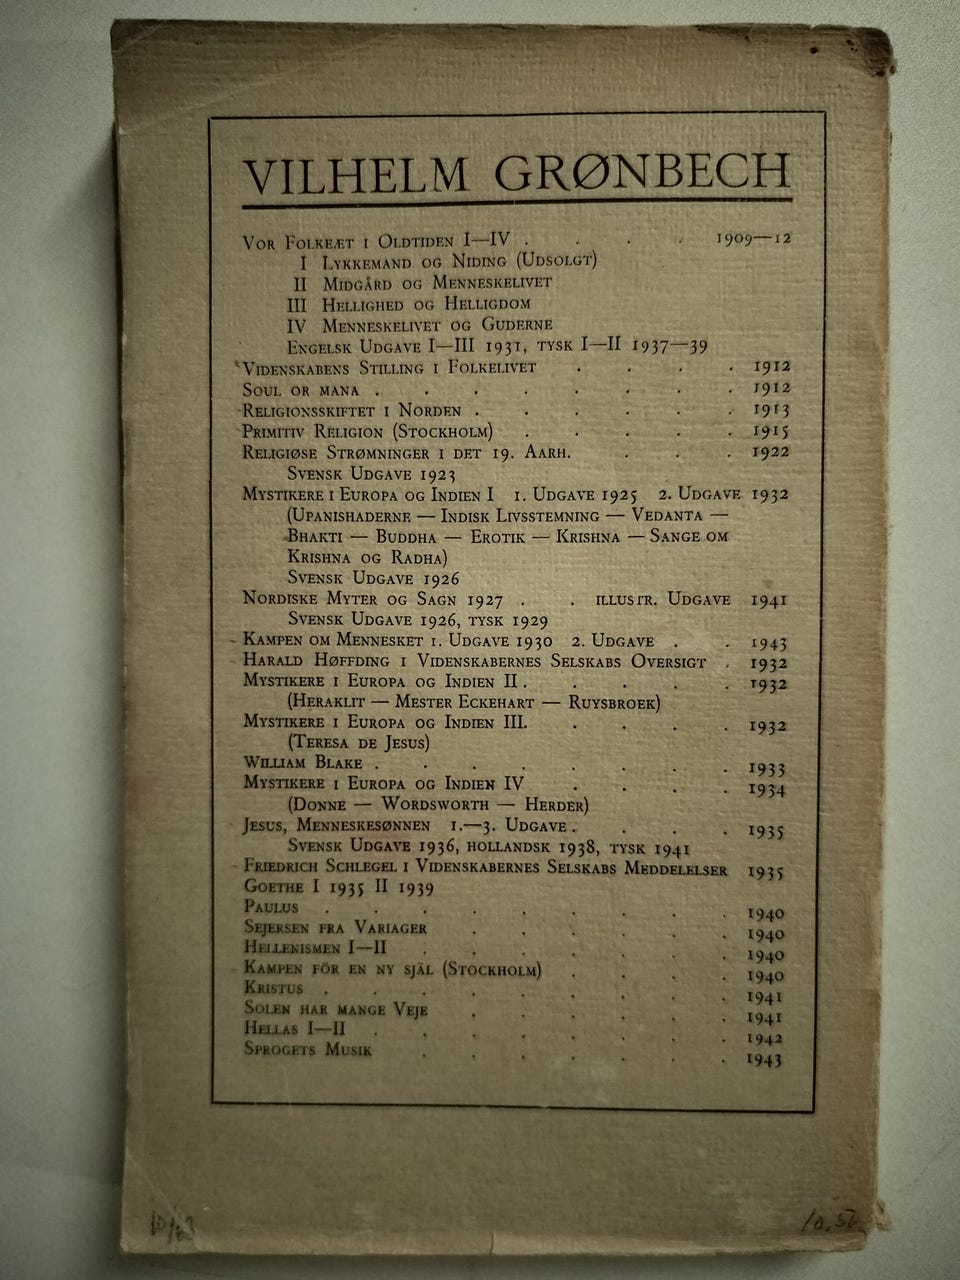 VILHELM GRØNBECH
VOR FOLKEÆT I OLDTIDEN I—IV . . . . 1909—12
I LYKKEMAND OG NIDING (UDSOLGT)
II MIDGÅRD OG MENNESKELIVET
III HELLIGHED OG HELLIGDOM
IV MENNESKELIVET OG GUDERNE
ENGELSK UDGAVE I—III 1931, TYSK I—II 1937—39
VIDENSKABENS STILLING I FOLKELIVET . . . . 1912
SOUL OR MANA . . . . . . . . 1912
RELIGIONSSKIFTET I NORDEN . . . . . . 1913
PRIMITIV RELIGION (STOCKHOLM) . . . . . 1915
RELIGIØSE STRØMNINGER I DET 19. AARH. . . . 1922
SVENSK UDGAVE 1923
MYSTIKERE I EUROPA OG INDIEN I 1. UDGAVE 1925 2. UDGAVE 1932
(UPANISHADERNE — INDISK LIVSSTEMNING — VEDANTA —
BHAKTI — BUDDHA — EROTIK — KRISHNA — SANGE OM
KRISHNA OG RADHA)
SVENSK UDGAVE 1926
NORDISKE MYTER OG SAGN 1927 . . ILLUSTR. UDGAVE 1941
SVENSK UDGAVE 1926, TYSK 1929
KAMPEN OM MENNESKET 1. UDGAVE 1930 2. UDGAVE . . 1943
HARALD HØFFDING I VIDENSKABERNES SELSKABS OVERSIGT . 1932
MYSTIKERE I EUROPA OG INDIEN II . . . . . 1932
(HERAKLIT — MESTER ECKEHART — RUYSBROEK)
MYSTIKERE I EUROPA OG INDIEN III. . . . . 1932
(TERESA DE JESUS)
WILLIAM BLAKE . . . . . . . . 1933
MYSTIKERE I EUROPA OG INDIEN IV . . . . 1934
(DONNE — WORDSWORTH — HERDER)
JESUS, MENNESKESØNNEN 1.—3. UDGAVE . . . . 1935
SVENSK UDGAVE 1936, HOLLANDSK 1938, TYSK 1941
FRIEDRICH SCHLEGEL I VIDENSKABERNES SELSKABS MEDDELELSER 1935
GOETHE I 1935 II 1939
PAULUS . . . . . . . . . 1940
SEJERSEN FRA VARIAGER . . . . . . 1940
HELLENISMEN I—II . . . . . . . 1940
KAMPEN FÖR EN NY SJÄL (STOCKHOLM) . . . . 1940
KRISTUS . . . . . . . . . 1941
SOLEN HAR MANGE VEJE . . . . . . 1941
HELLAS I—II . . . . . . . . 1942
SPROGETS MUSIK . . . . . . . 1943